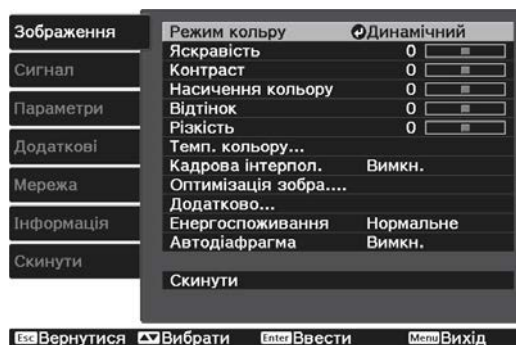 Зображення
Сигнал
Параметри
Додаткові
Мережа
Інформація
Скинути
Режим кольру Динамічний
Яскравість 0
Контраст 0
Насичення кольору 0
Відтінок 0
Різкість 0
Темп. кольору...
Кадрова інтерпол. Вимкн.
Оптимізація зобра....
Додатково...
Енергоспоживання Нормальне
Автодіафрагма Вимкн.
Скинути
Esc Вернутися Вибрати Enter Ввести Menu Вихід